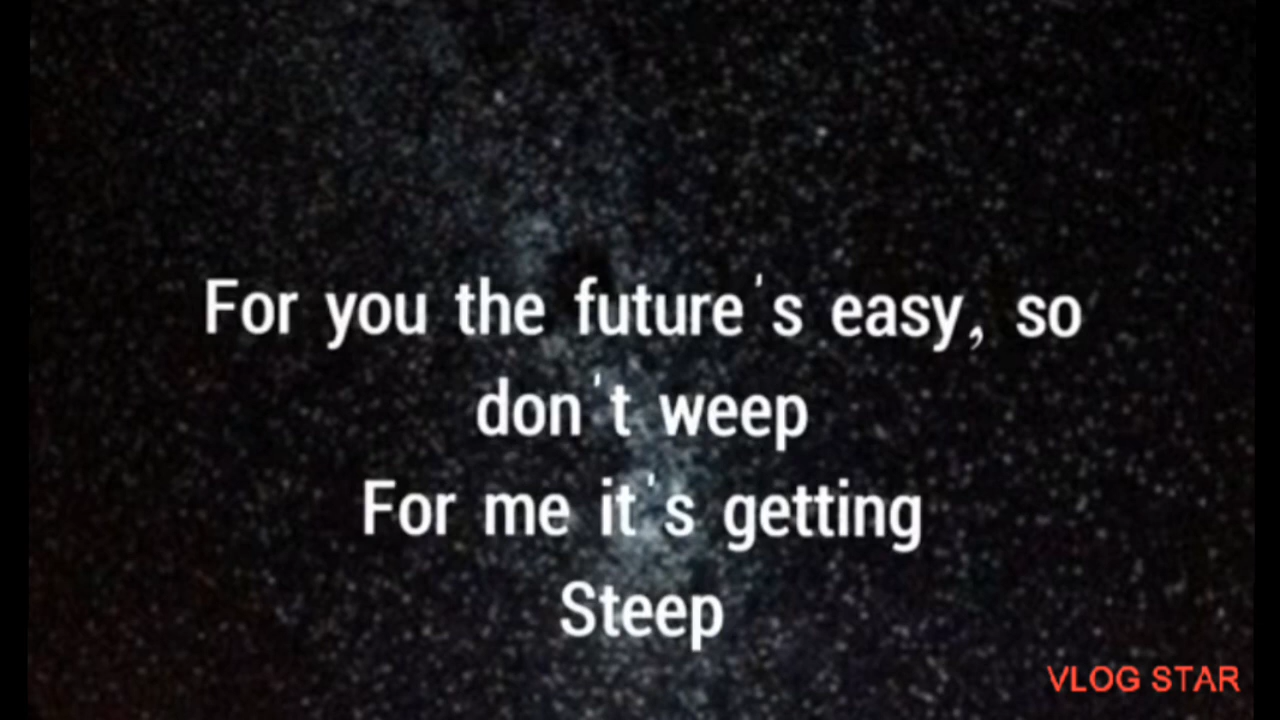 For you the future's easy, so
don't weep
For me it's getting
Steep
VLOG STAR